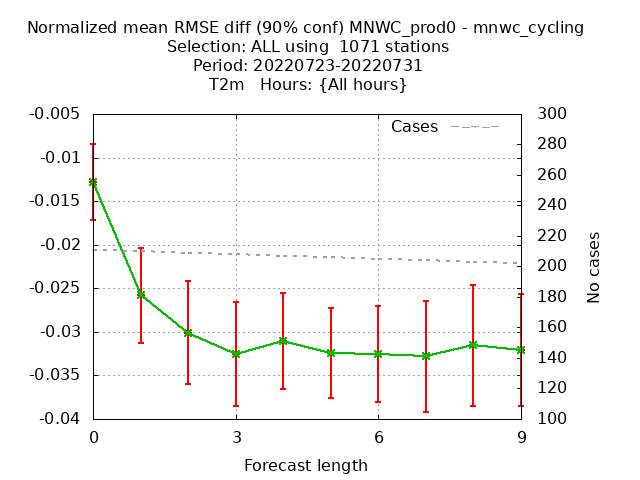 Normalized mean RMSE diff (90% conf) MNWC_prod0 - mnwc_cycling
Selection: ALL using  1071 stations
Period: 20220723-20220731
T2m   Hours: {All hours}
Cases
-0.005
-0.01
-0.015
-0.02
-0.025
-0.03
-0.035
-0.04
300
280
260
240
220
200
180
160
140
120
100
No cases
0 3 6 9
Forecast length